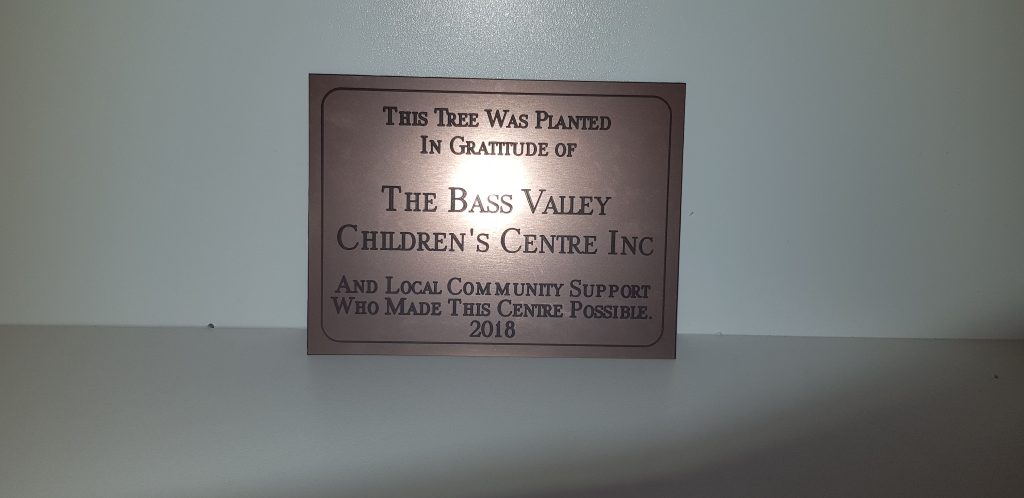 This Tree Was Planted
In Gratitude of
The Bass Valley
Children's Centre Inc
And Local Community Support
Who Made This Centre Possible.
2018